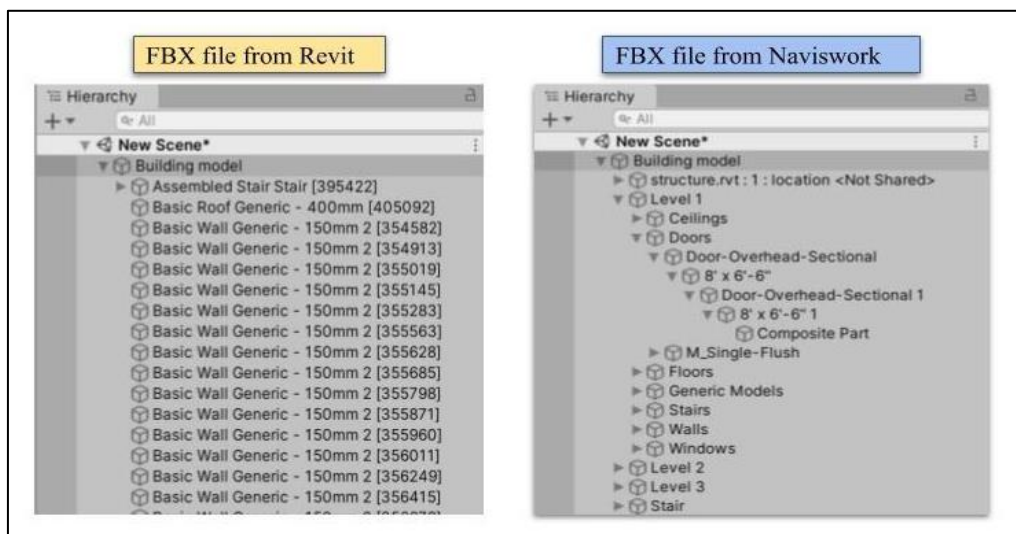 FBX file from Revit
Hierarchy
All
New Scene*
Building model
Assembled Stair Stair [395422]
Basic Roof Generic - 400mm [405092]
Basic Wall Generic - 150mm 2 [354582]
Basic Wall Generic - 150mm 2 [354913]
Basic Wall Generic - 150mm 2 [355019]
Basic Wall Generic - 150mm 2 [355145]
Basic Wall Generic - 150mm 2 [355283]
Basic Wall Generic - 150mm 2 [355563]
Basic Wall Generic - 150mm 2 [355628]
Basic Wall Generic - 150mm 2 [355685]
Basic Wall Generic - 150mm 2 [355798]
Basic Wall Generic - 150mm 2 [355871]
Basic Wall Generic - 150mm 2 [355960]
Basic Wall Generic - 150mm 2 [356011]
Basic Wall Generic - 150mm 2 [356249]
Basic Wall Generic - 150mm 2 [356415]
FBX file from Naviswork
Hierarchy
All
New Scene*
Building model
structure.rvt : 1 : location <Not Shared>
Level 1
Ceilings
Doors
Door-Overhead-Sectional
8' x 6'-6"
Door-Overhead-Sectional 1
8' x 6'-6" 1
Composite Part
M_Single-Flush
Floors
Generic Models
Stairs
Walls
Windows
Level 2
Level 3
Stair